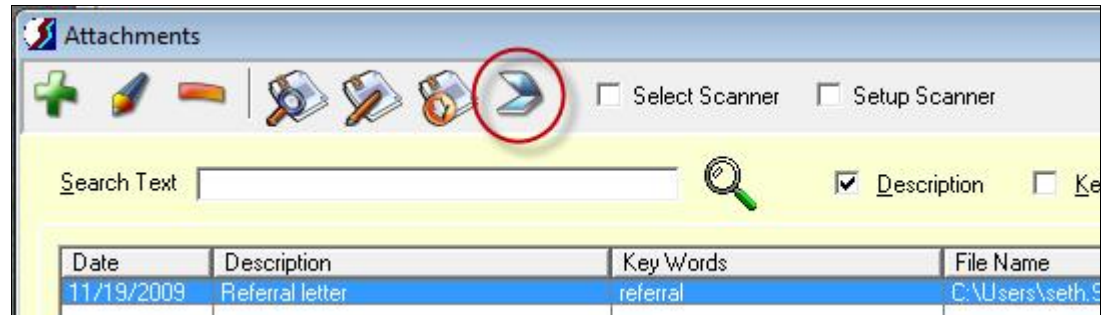 Attachments
Select Scanner Setup Scanner
Search Text Description Ke
Date Description Key Words File Name
11/19/2009 Referral letter referral C:\Users\seth.S